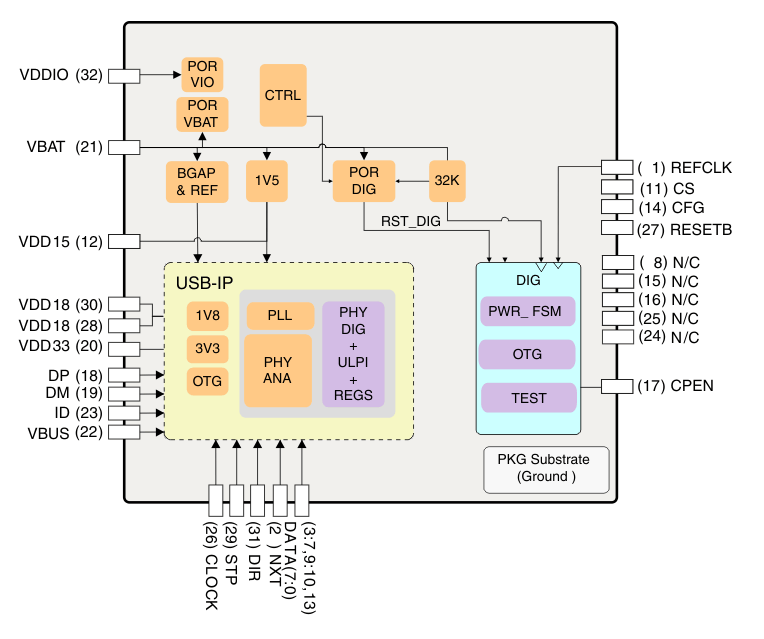 VDDIO (32)
POR
VIO
POR
VBAT
CTRL
VBAT (21)
BGAP
& REF
1V5
POR
DIG
32K
( 1) REFCLK
(11) CS
(14) CFG
(27) RESETB
RST_DIG
VDD15 (12)
( 8) N/C
(15) N/C
(16) N/C
(25) N/C
(24) N/C
USB-IP
DIG
VDD18 (30)
VDD18 (28)
VDD33 (20)
1V8
3V3
OTG
PLL
PHY
ANA
PHY
DIG
+
ULPI
+
REGS
PWR_ FSM
OTG
TEST
DP (18)
DM (19)
ID (23)
VBUS (22)
(17) CPEN
PKG Substrate
(Ground )
(26) CLOCK
(29) STP
(31) DIR
(2 ) NXT
DATA(7:0)
(3:7,9:10,13)